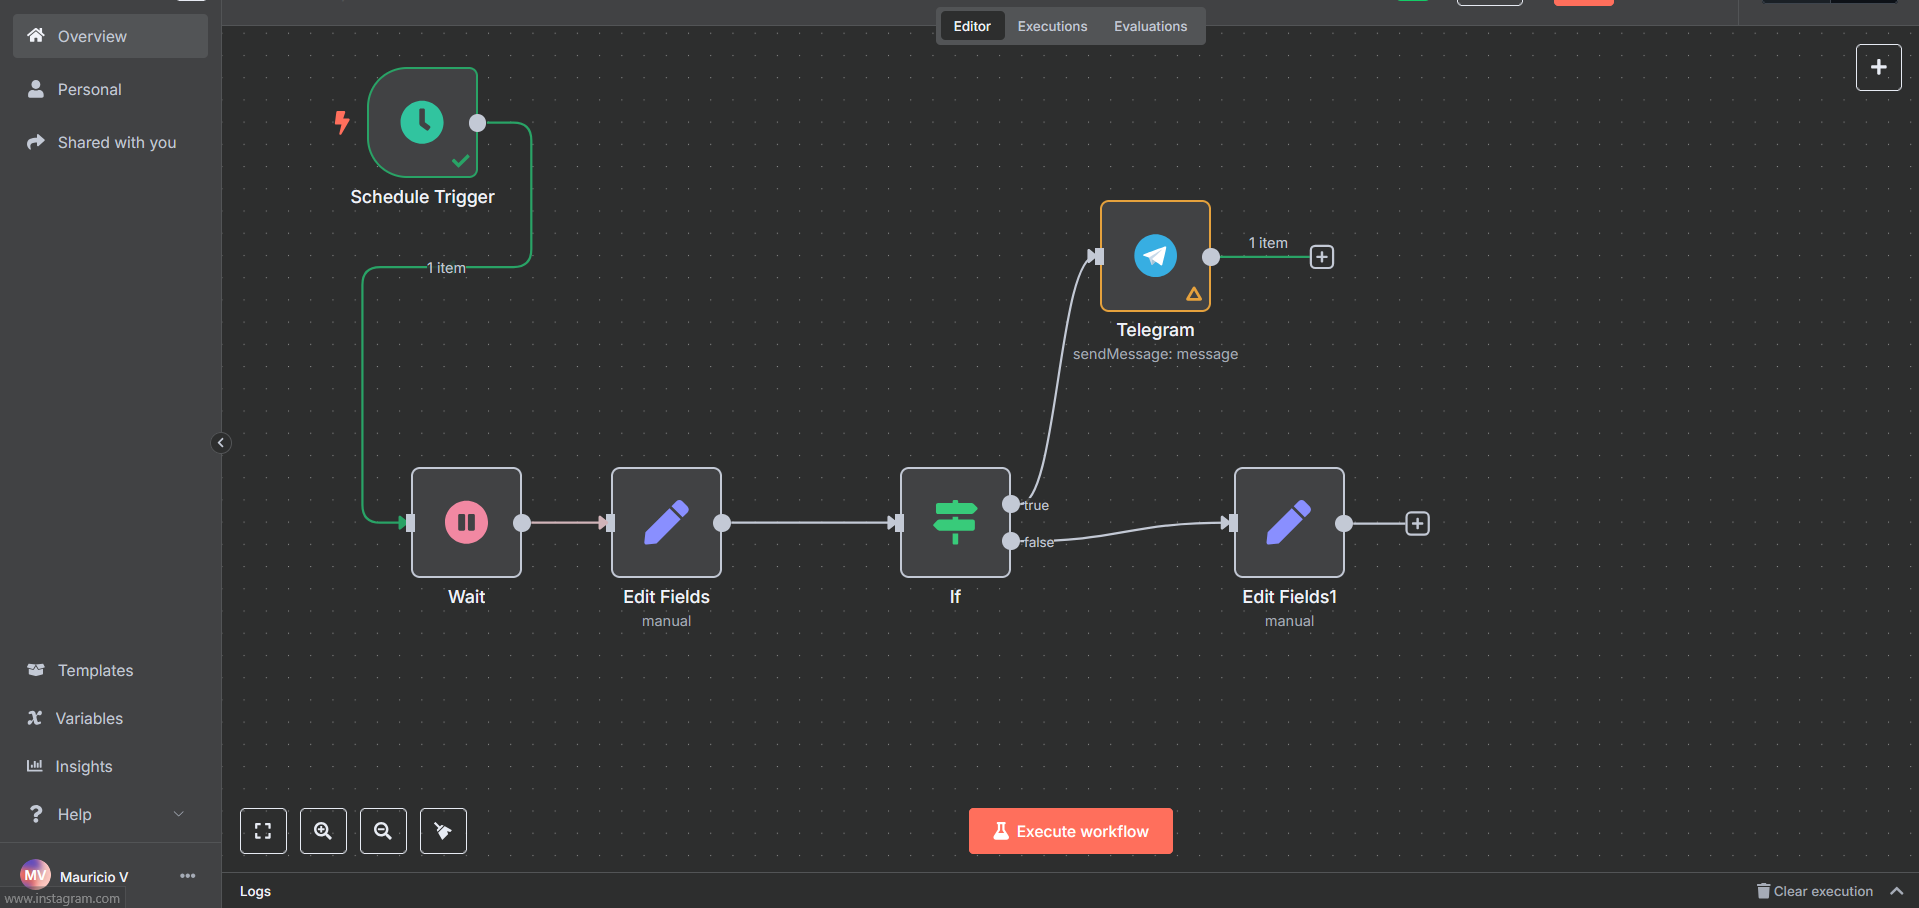 Overview
Personal
Shared with you
Editor
Executions
Evaluations
Schedule Trigger
1 item
1 item
Telegram
sendMessage: message
true
false
Wait
Edit Fields
manual
If
Edit Fields1
manual
Templates
Variables
Insights
Help
Execute workflow
MV
Mauricio V
www.instagram.com
Logs
Clear execution